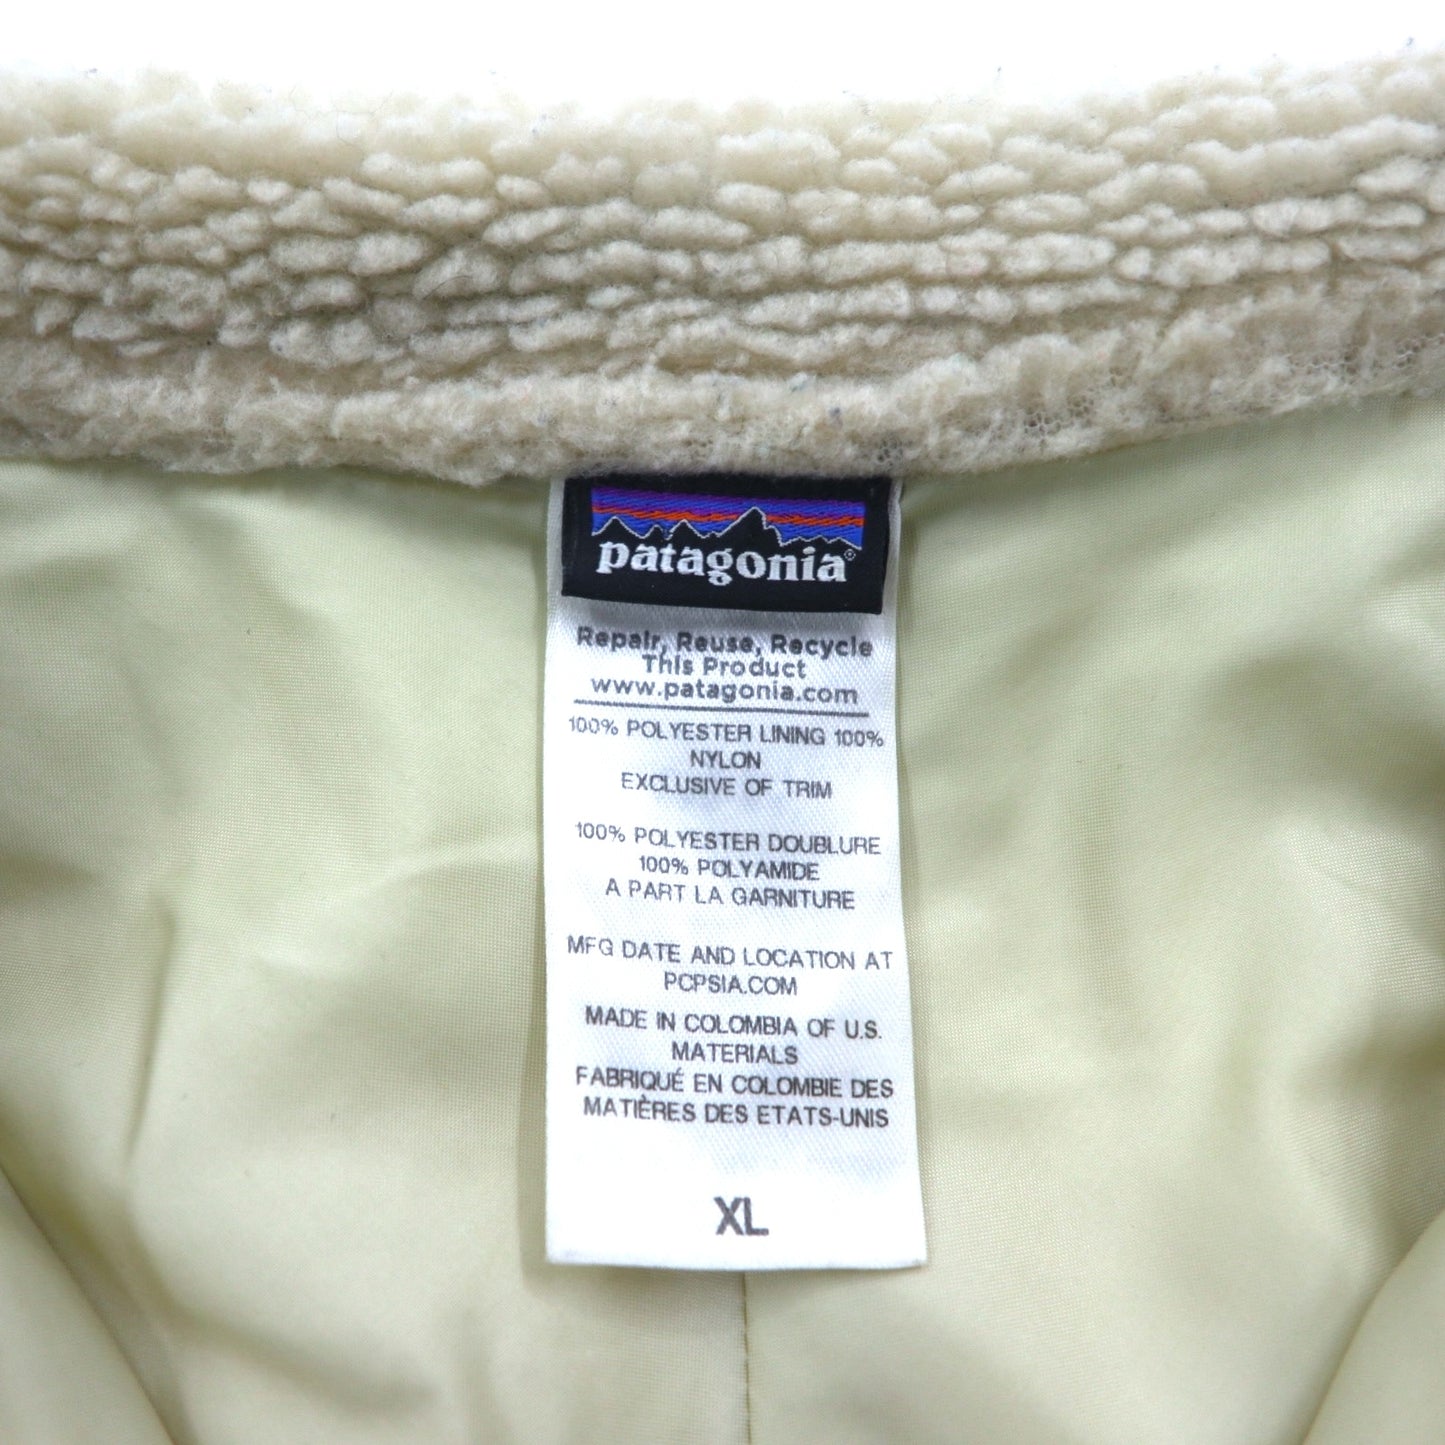 patagonia®
Repair, Reuse, Recycle
This Product
www.patagonia.com
100% POLYESTER LINING 100%
NYLON
EXCLUSIVE OF TRIM
100% POLYESTER DOUBLURE
100% POLYAMIDE
A PART LA GARNITURE
MFG DATE AND LOCATION AT
PCPSIA.COM
MADE IN COLOMBIA OF U.S.
MATERIALS
FABRIQUÉ EN COLOMBIE DES
MATIÈRES DES ETATS-UNIS
XL